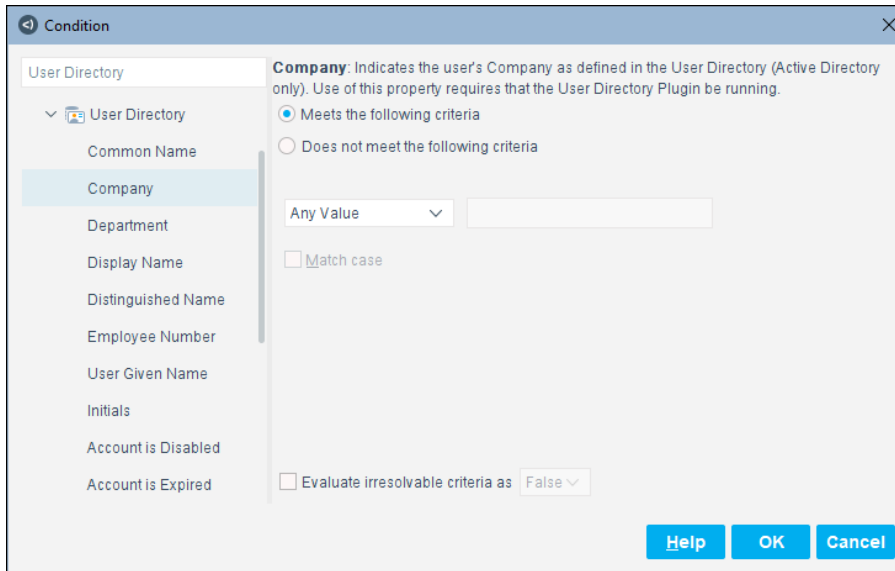 Condition
User Directory
User Directory
Common Name
Company
Department
Display Name
Distinguished Name
Employee Number
User Given Name
Initials
Account is Disabled
Account is Expired
Company: Indicates the user's Company as defined in the User Directory (Active Directory
only). Use of this property requires that the User Directory Plugin be running.
Meets the following criteria
Does not meet the following criteria
Any Value
Match case
Evaluate irresolvable criteria as False
Help OK Cancel